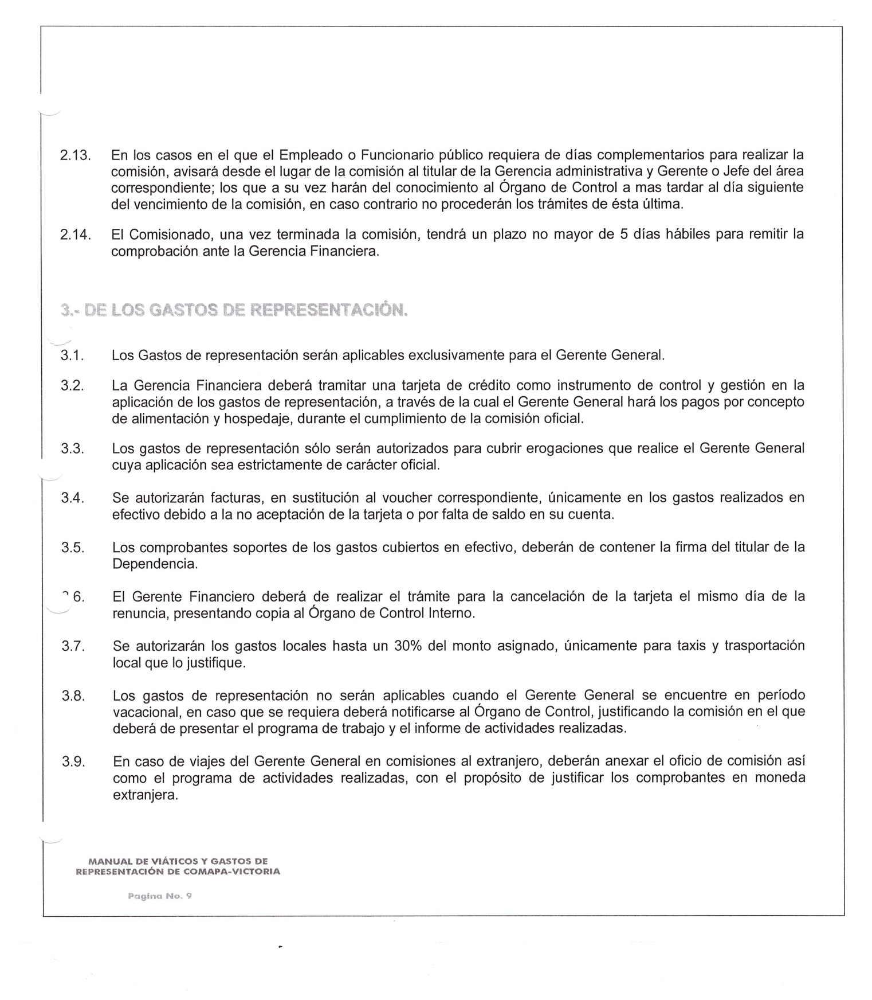 2.13. En los casos en el que el Empleado o Funcionario público requiera de días complementarios para realizar la
comisión, avisará desde el lugar de la comisión al titular de la Gerencia administrativa y Gerente o Jefe del área
correspondiente; los que a su vez harán del conocimiento al Órgano de Control a mas tardar al día siguiente
del vencimiento de la comisión, en caso contrario no procederán los trámites de ésta última.
2.14. El Comisionado, una vez terminada la comisión, tendrá un plazo no mayor de 5 días hábiles para remitir la
comprobación ante la Gerencia Financiera.
3.- DE LOS GASTOS DE REPRESENTACIÓN.
3.1. Los Gastos de representación serán aplicables exclusivamente para el Gerente General.
3.2. La Gerencia Financiera deberá tramitar una tarjeta de crédito como instrumento de control y gestión en la
aplicación de los gastos de representación, a través de la cual el Gerente General hará los pagos por concepto
de alimentación y hospedaje, durante el cumplimiento de la comisión oficial.
3.3. Los gastos de representación sólo serán autorizados para cubrir erogaciones que realice el Gerente General
cuya aplicación sea estrictamente de carácter oficial.
3.4. Se autorizarán facturas, en sustitución al voucher correspondiente, únicamente en los gastos realizados en
efectivo debido a la no aceptación de la tarjeta o por falta de saldo en su cuenta.
3.5. Los comprobantes soportes de los gastos cubiertos en efectivo, deberán de contener la firma del titular de la
Dependencia.
6. El Gerente Financiero deberá de realizar el trámite para la cancelación de la tarjeta el mismo día de la
renuncia, presentando copia al Órgano de Control Interno.
3.7. Se autorizarán los gastos locales hasta un 30% del monto asignado, únicamente para taxis y trasportación
local que lo justifique.
3.8. Los gastos de representación no serán aplicables cuando el Gerente General se encuentre en período
vacacional, en caso que se requiera deberá notificarse al Órgano de Control, justificando la comisión en el que
deberá de presentar el programa de trabajo y el informe de actividades realizadas.
3.9. En caso de viajes del Gerente General en comisiones al extranjero, deberán anexar el oficio de comisión así
como el programa de actividades realizadas, con el propósito de justificar los comprobantes en moneda
extranjera.
MANUAL DE VIÁTICOS Y GASTOS DE
REPRESENTACIÓN DE COMAPA-VICTORIA
Pagina No. 9